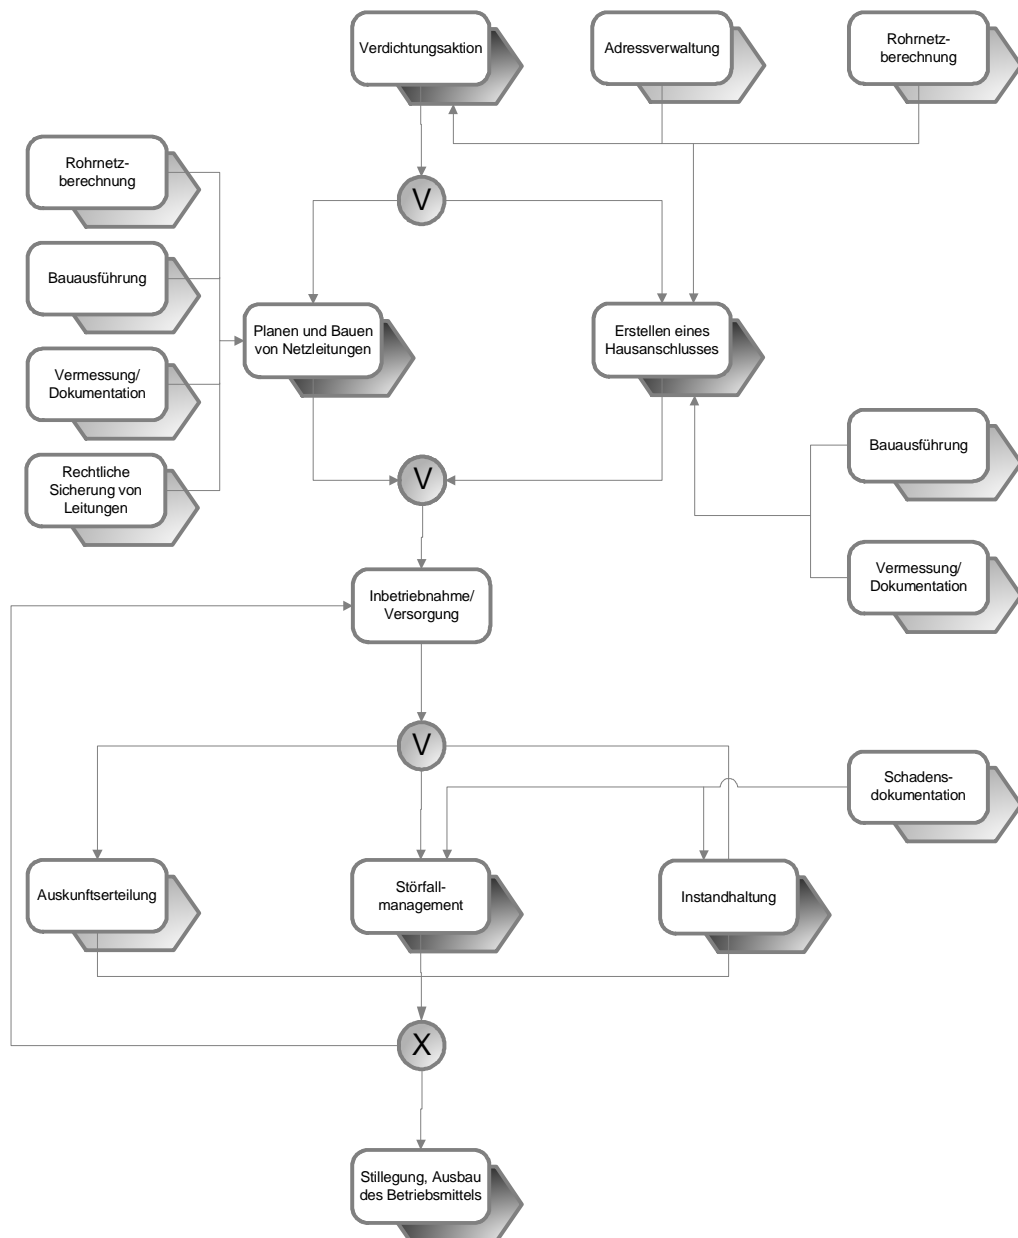 Verdichtungsaktion
Adressverwaltung
Rohrnetz-
berechnung
Rohrnetz-
berechnung
V
Bauausführung
Planen und Bauen
von Netzleitungen
Erstellen eines
Hausanschlusses
Vermessung/
Dokumentation
Bauausführung
Rechtliche
Sicherung von
Leitungen
V
Vermessung/
Dokumentation
Inbetriebnahme/
Versorgung
V
Schadens-
dokumentation
Auskunftserteilung
Störfall-
management
Instandhaltung
X
Stillegung, Ausbau
des Betriebsmittels